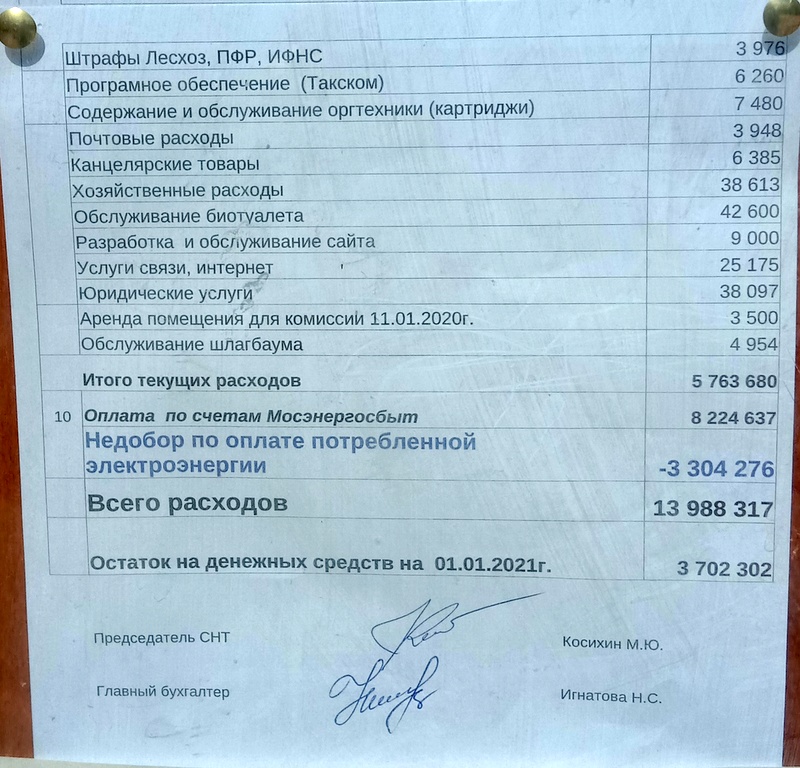 Штрафы Лесхоз, ПФР, ИФНС 3 976
Програмное обеспечение (Такском) 6 260
Содержание и обслуживание оргтехники (картриджи) 7 480
Почтовые расходы 3 948
Канцелярские товары 6 385
Хозяйственные расходы 38 613
Обслуживание биотуалета 42 600
Разработка и обслуживание сайта 9 000
Услуги связи, интернет 25 175
Юридические услуги 38 097
Аренда помещения для комиссии 11.01.2020г. 3 500
Обслуживание шлагбаума 4 954
Итого текущих расходов 5 763 680
10 Оплата по счетам Мосэнергосбыт 8 224 637
Недобор по оплате потребленной
электроэнергии -3 304 276
Всего расходов 13 988 317
Остаток на денежных средств на 01.01.2021г. 3 702 302
Председатель СНТ Косихин М.Ю.
Главный бухгалтер Игнатова Н.С.